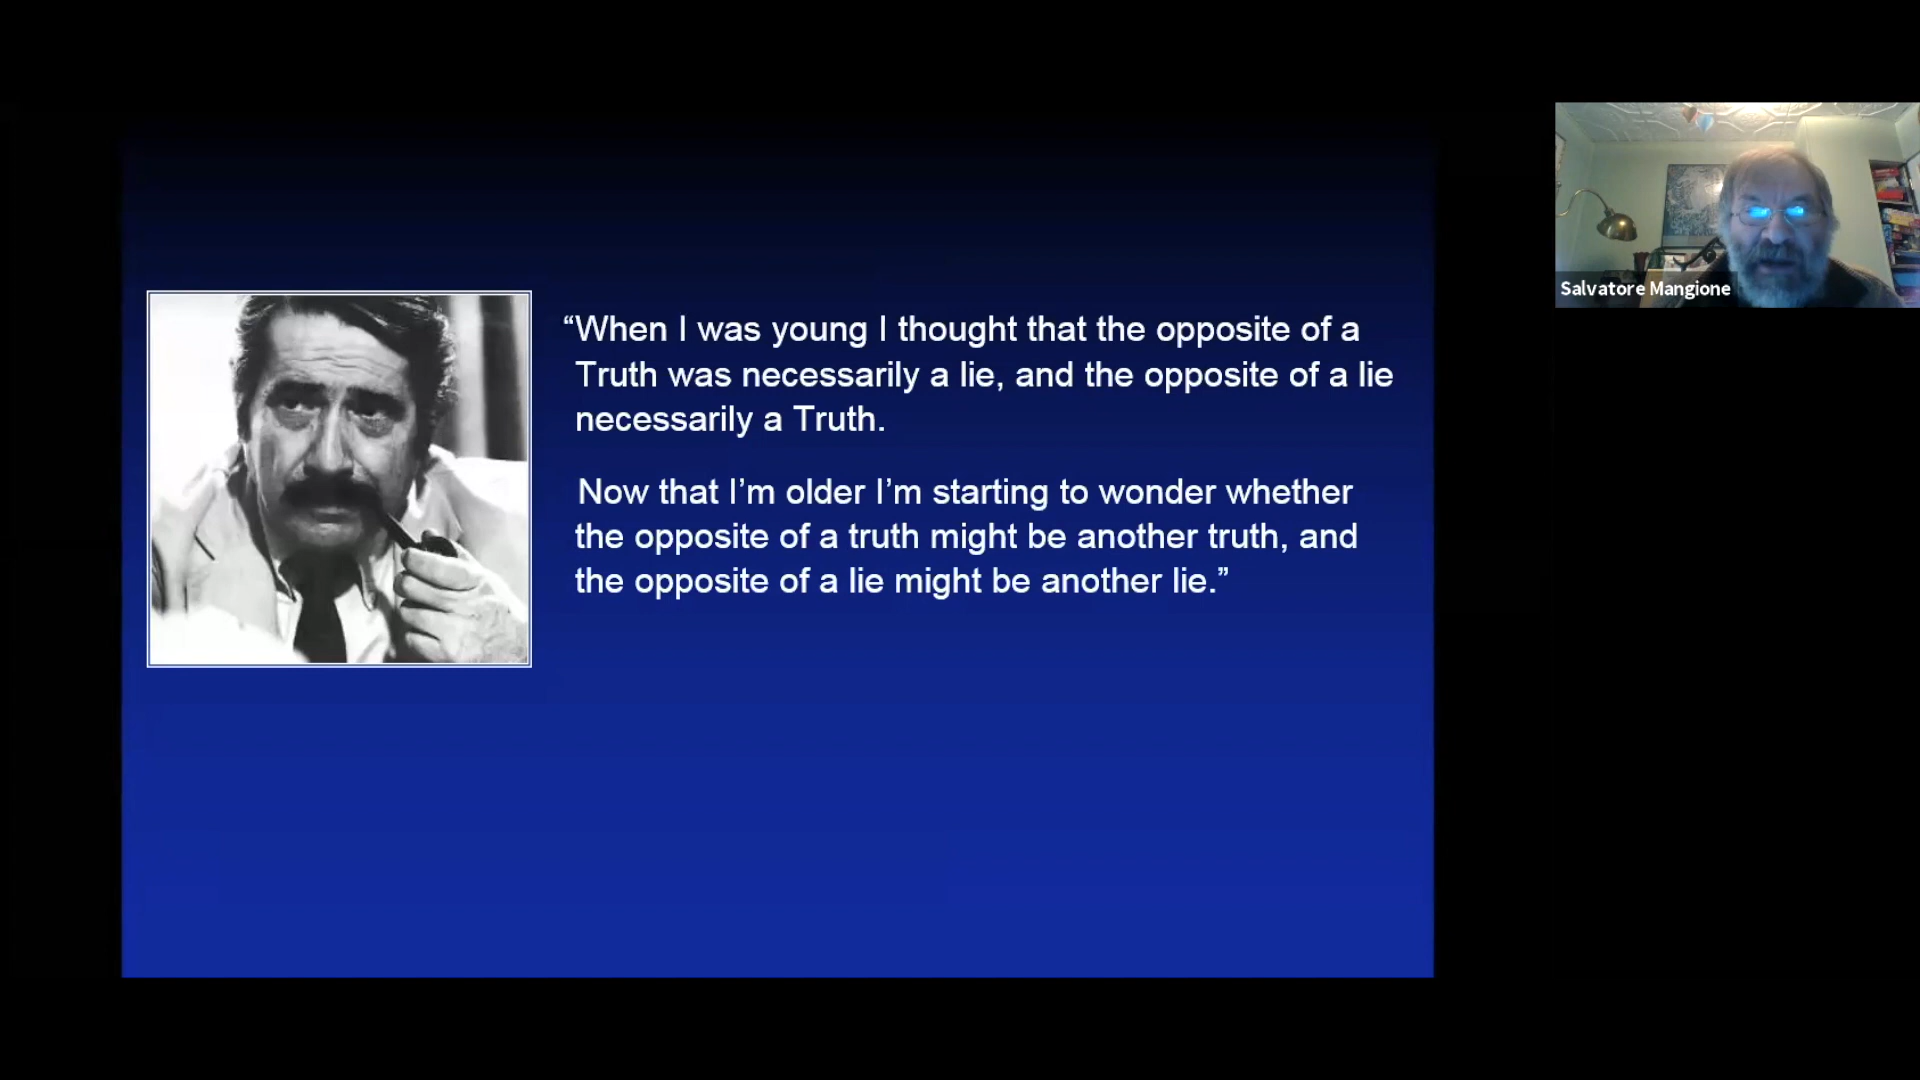 “When I was young I thought that the opposite of a
Truth was necessarily a lie, and the opposite of a lie
necessarily a Truth.
Now that I’m older I’m starting to wonder whether
the opposite of a truth might be another truth, and
the opposite of a lie might be another lie.”
Salvatore Mangione